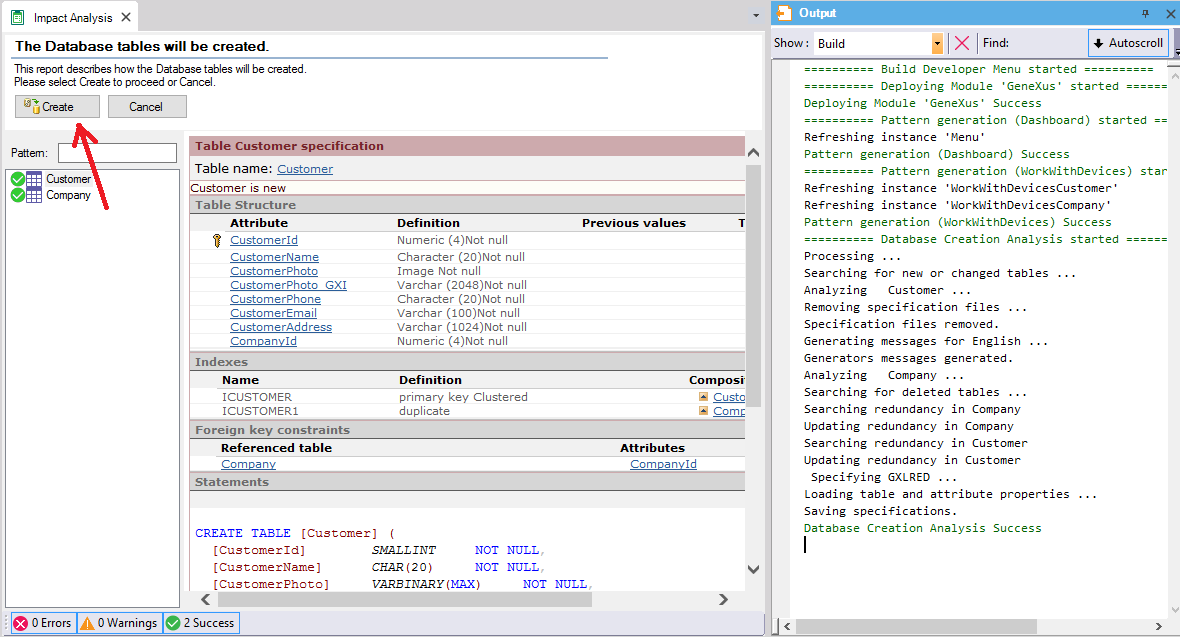 Impact Analysis
The Database tables will be created.
This report describes how the Database tables will be created.
Please select Create to proceed or Cancel.
Create
Cancel
Pattern:
Customer
Company
Table Customer specification
Table name: Customer
Customer is new
Table Structure
Attribute Definition Previous values T
CustomerId Numeric (4)Not null
CustomerName Character (20)Not null
CustomerPhoto Image Not null
CustomerPhoto_GXI Varchar (2048)Not null
CustomerPhone Character (20)Not null
CustomerEmail Varchar (100)Not null
CustomerAddress Varchar (1024)Not null
CompanyId Numeric (4)Not null
Indexes
Name Definition Composi
ICUSTOMER primary key Clustered Custo
ICUSTOMER1 duplicate Comp
Foreign key constraints
Referenced table Attributes
Company CompanyId
Statements
CREATE TABLE [Customer] (
[CustomerId] SMALLINT NOT NULL,
[CustomerName] CHAR(20) NOT NULL,
[CustomerPhoto] VARBINARY(MAX) NOT NULL,
0 Errors 0 Warnings 2 Success
Output
Show : Build Find: Autoscroll
========== Build Developer Menu started ==========
========== Deploying Module 'GeneXus' started ======
Deploying Module 'GeneXus' Success
========== Pattern generation (Dashboard) started ==
Refreshing instance 'Menu'
Pattern generation (Dashboard) Success
========== Pattern generation (WorkWithDevices) star
Refreshing instance 'WorkWithDevicesCustomer'
Refreshing instance 'WorkWithDevicesCompany'
Pattern generation (WorkWithDevices) Success
========== Database Creation Analysis started ======
Processing ...
Searching for new or changed tables ...
Analyzing Customer ...
Removing specification files ...
Specification files removed.
Generating messages for English ...
Generators messages generated.
Analyzing Company ...
Searching for deleted tables ...
Searching redundancy in Company
Updating redundancy in Company
Searching redundancy in Customer
Updating redundancy in Customer
Specifying GXLRED ...
Loading table and attribute properties ...
Saving specifications.
Database Creation Analysis Success